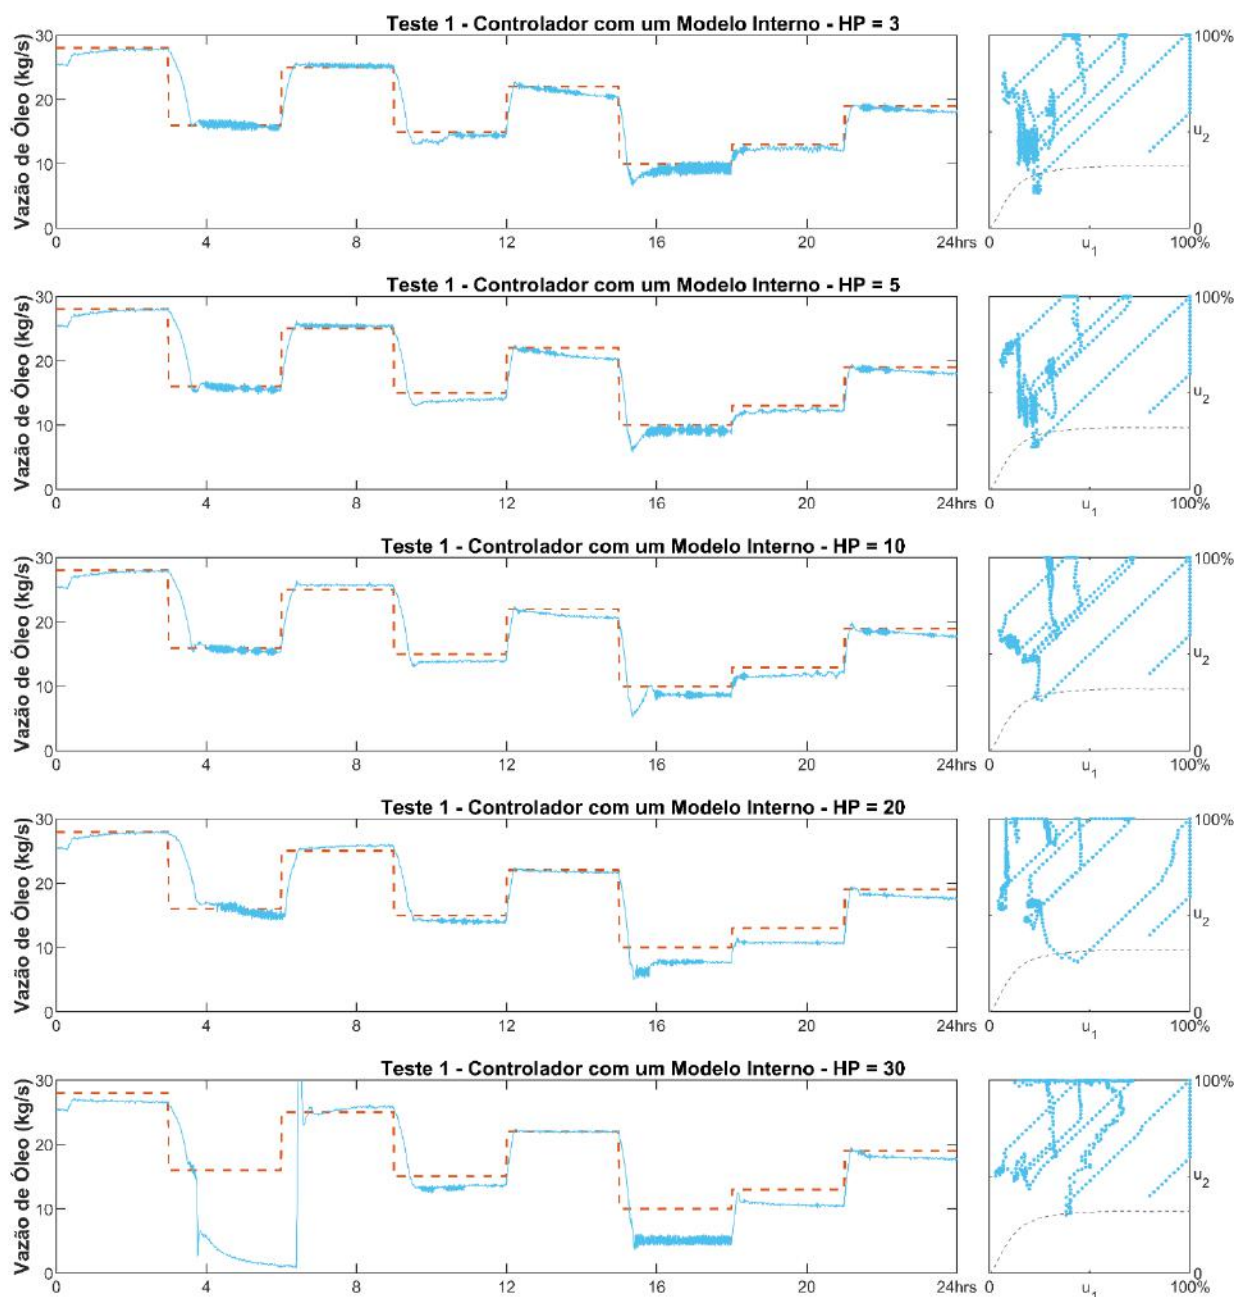 Teste 1 - Controlador com um Modelo Interno - HP = 3
Vazão de Óleo (kg/s)
30
20
10
0
0 4 8 12 16 20 24hrs
100%
u2
0
0 u1 100%
Teste 1 - Controlador com um Modelo Interno - HP = 5
Vazão de Óleo (kg/s)
30
20
10
0
0 4 8 12 16 20 24hrs
100%
u2
0
0 u1 100%
Teste 1 - Controlador com um Modelo Interno - HP = 10
Vazão de Óleo (kg/s)
30
20
10
0
0 4 8 12 16 20 24hrs
100%
u2
0
0 u1 100%
Teste 1 - Controlador com um Modelo Interno - HP = 20
Vazão de Óleo (kg/s)
30
20
10
0
0 4 8 12 16 20 24hrs
100%
u2
0
0 u1 100%
Teste 1 - Controlador com um Modelo Interno - HP = 30
Vazão de Óleo (kg/s)
30
20
10
0
0 4 8 12 16 20 24hrs
100%
u2
0
0 u1 100%